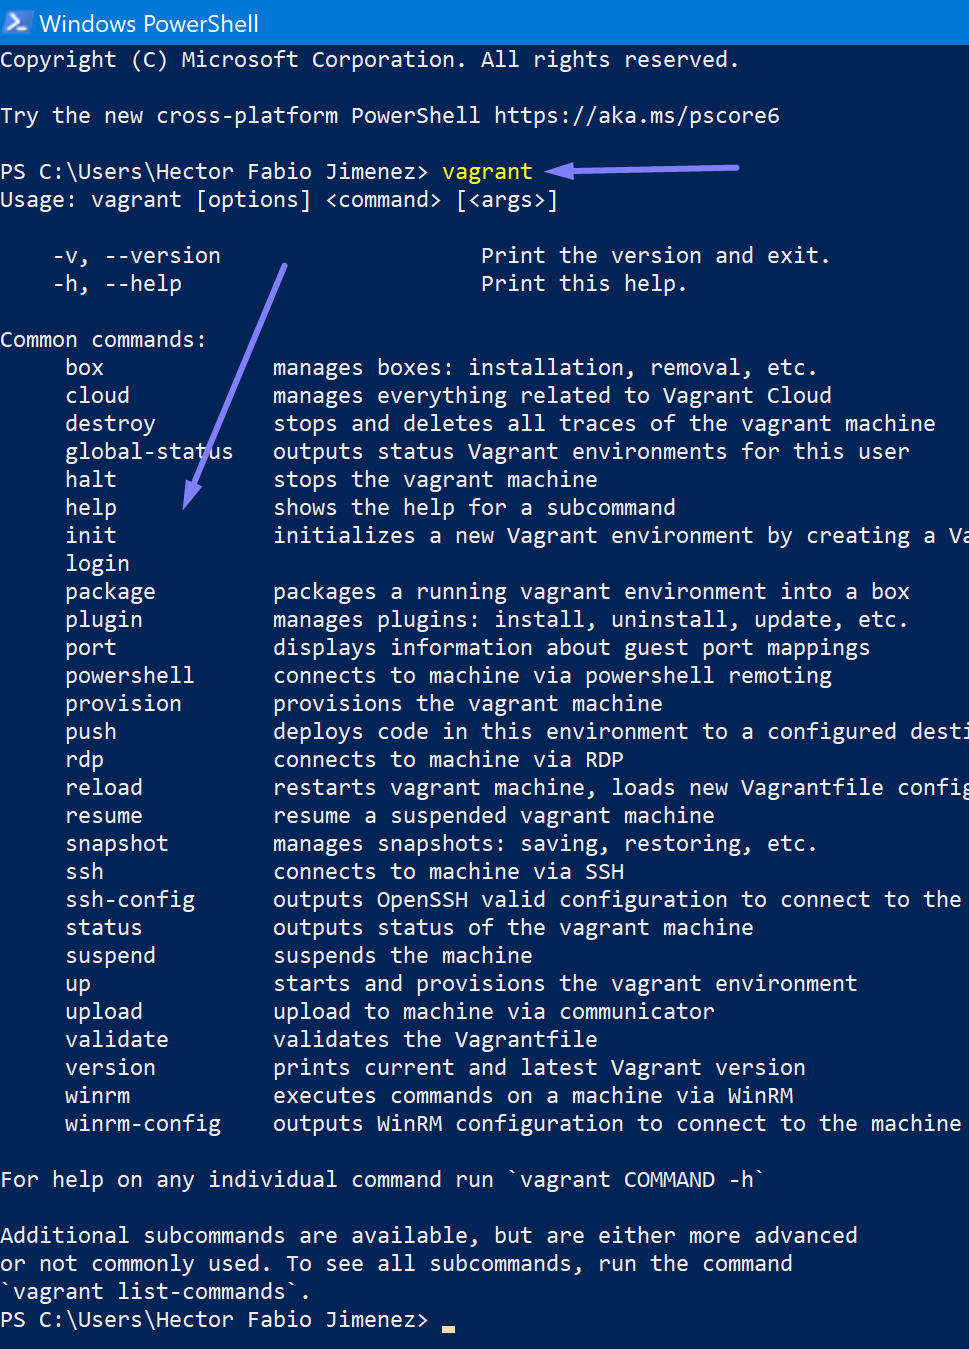 Windows PowerShell
Copyright (C) Microsoft Corporation. All rights reserved.
Try the new cross-platform PowerShell https://aka.ms/pscore6
PS C:\Users\Hector Fabio Jimenez> vagrant
Usage: vagrant [options] <command> [<args>]
-v, --version                    Print the version and exit.
-h, --help                       Print this help.
Common commands:
box             manages boxes: installation, removal, etc.
cloud           manages everything related to Vagrant Cloud
destroy         stops and deletes all traces of the vagrant machine
global-status   outputs status Vagrant environments for this user
halt            stops the vagrant machine
help            shows the help for a subcommand
init            initializes a new Vagrant environment by creating a Va
login
package         packages a running vagrant environment into a box
plugin          manages plugins: install, uninstall, update, etc.
port            displays information about guest port mappings
powershell      connects to machine via powershell remoting
provision       provisions the vagrant machine
push            deploys code in this environment to a configured desti
rdp             connects to machine via RDP
reload          restarts vagrant machine, loads new Vagrantfile config
resume          resume a suspended vagrant machine
snapshot        manages snapshots: saving, restoring, etc.
ssh             connects to machine via SSH
ssh-config      outputs OpenSSH valid configuration to connect to the
status          outputs status of the vagrant machine
suspend         suspends the machine
up              starts and provisions the vagrant environment
upload          upload to machine via communicator
validate        validates the Vagrantfile
version         prints current and latest Vagrant version
winrm           executes commands on a machine via WinRM
winrm-config    outputs WinRM configuration to connect to the machine
For help on any individual command run `vagrant COMMAND -h`
Additional subcommands are available, but are either more advanced
or not commonly used. To see all subcommands, run the command
`vagrant list-commands`.
PS C:\Users\Hector Fabio Jimenez>